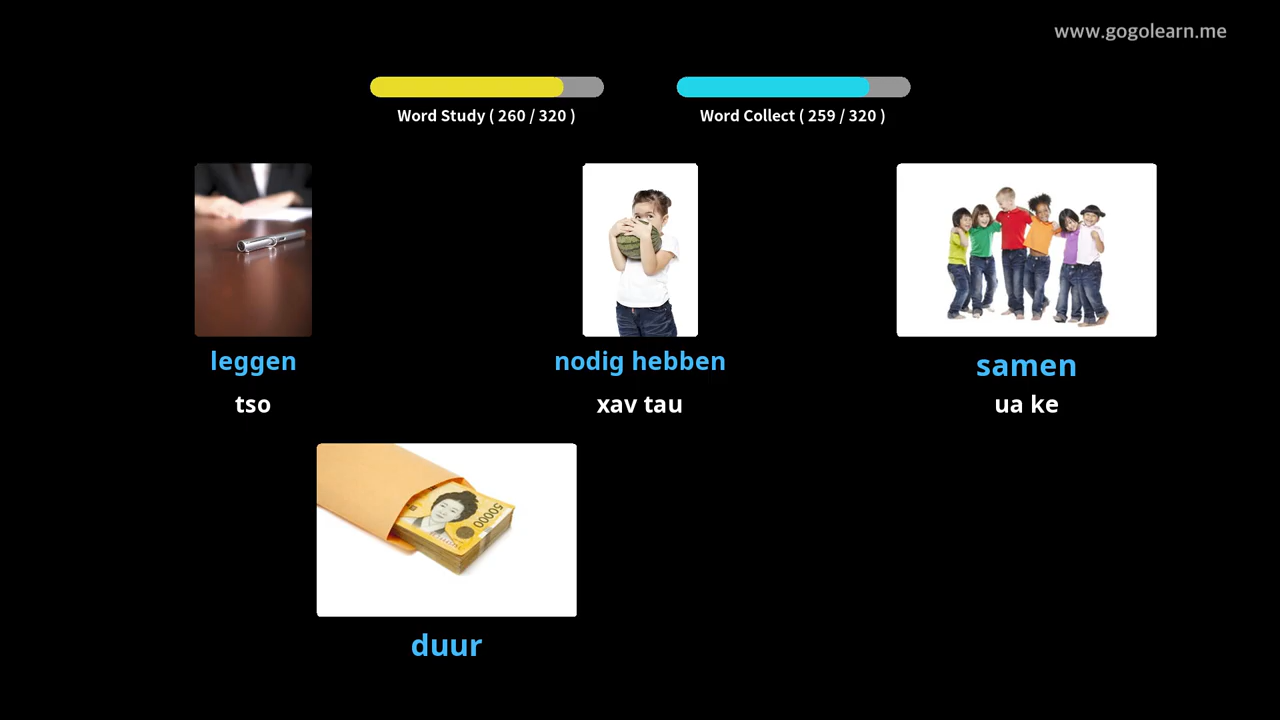 www.gogolearn.me
Word Study ( 260 / 320 )
Word Collect ( 259 / 320 )
leggen
nodig hebben
samen
tso
xav tau
ua ke
50000
duur